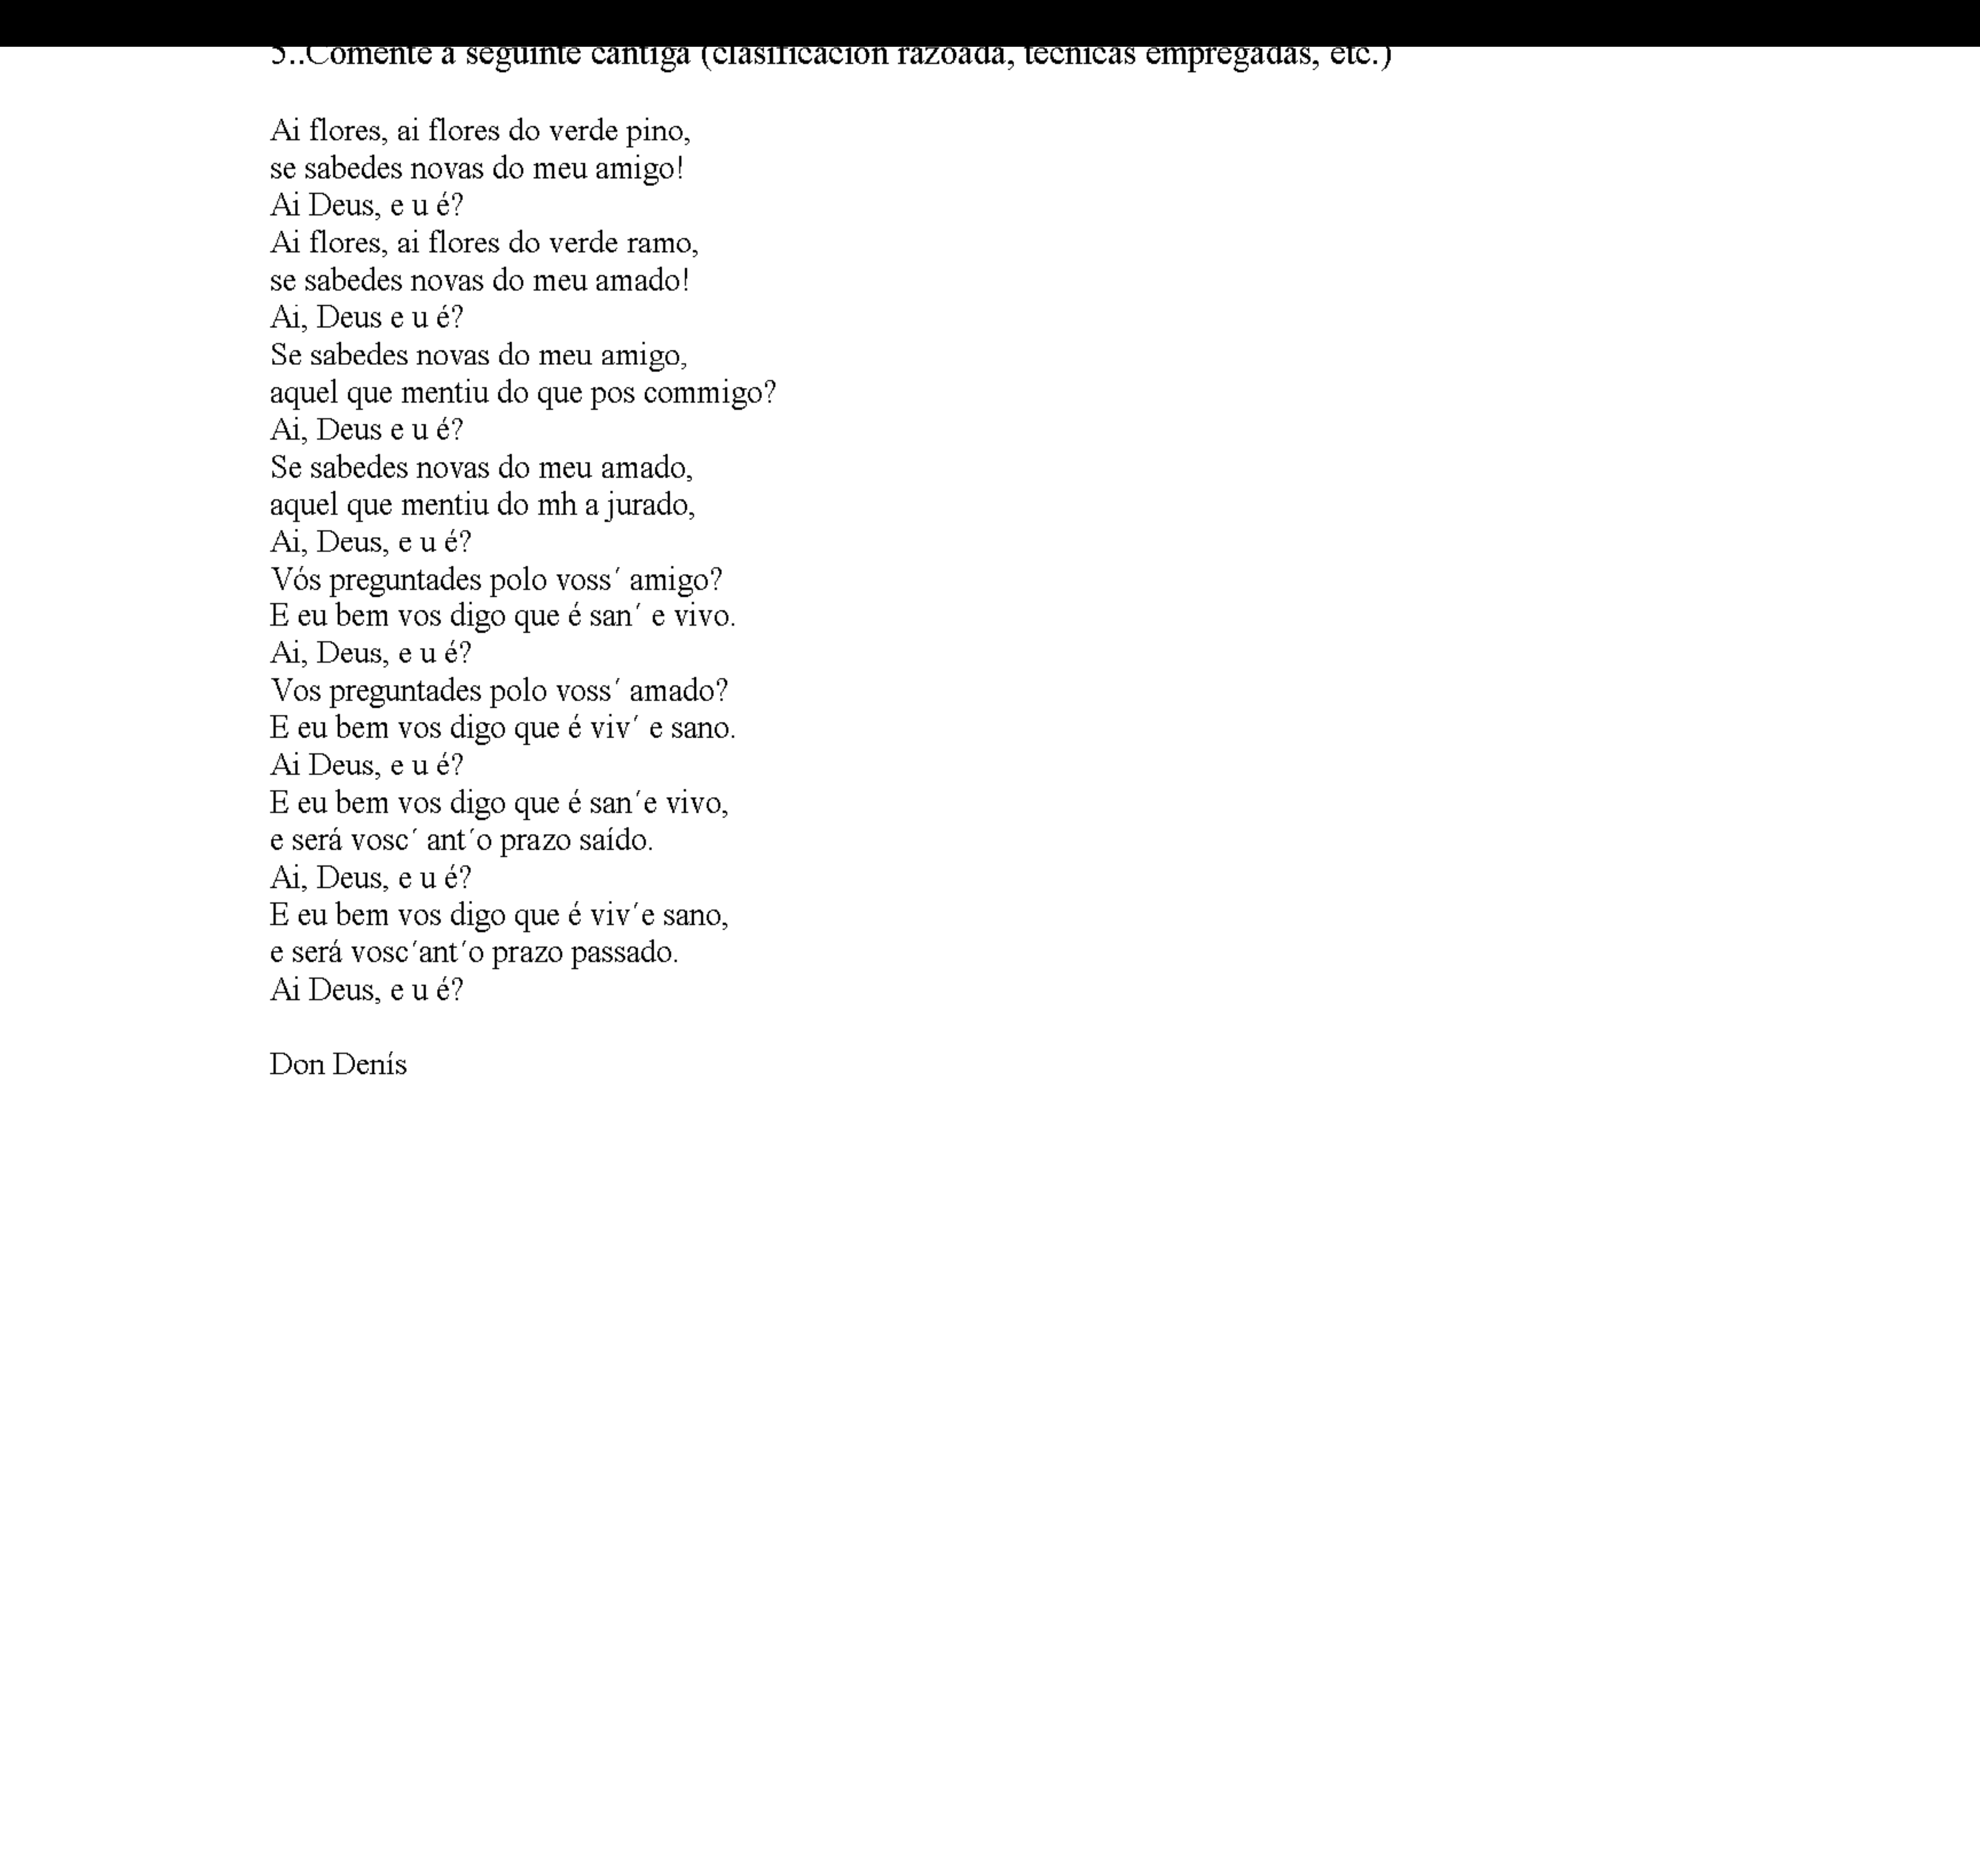 5..Comente a seguinte cantiga (clasificación razoada, técnicas empregadas, etc.)
Ai flores, ai flores do verde pino,
se sabedes novas do meu amigo!
Ai Deus, e u é?
Ai flores, ai flores do verde ramo,
se sabedes novas do meu amado!
Ai, Deus e u é?
Se sabedes novas do meu amigo,
aquel que mentiu do que pos commigo?
Ai, Deus e u é?
Se sabedes novas do meu amado,
aquel que mentiu do mh a jurado,
Ai, Deus, e u é?
Vós preguntades polo voss´ amigo?
E eu bem vos digo que é san´ e vivo.
Ai, Deus, e u é?
Vos preguntades polo voss´ amado?
E eu bem vos digo que é viv´ e sano.
Ai Deus, e u é?
E eu bem vos digo que é san´e vivo,
e será vosc´ ant´o prazo saído.
Ai, Deus, e u é?
E eu bem vos digo que é viv´e sano,
e será vosc´ant´o prazo passado.
Ai Deus, e u é?
Don Denís